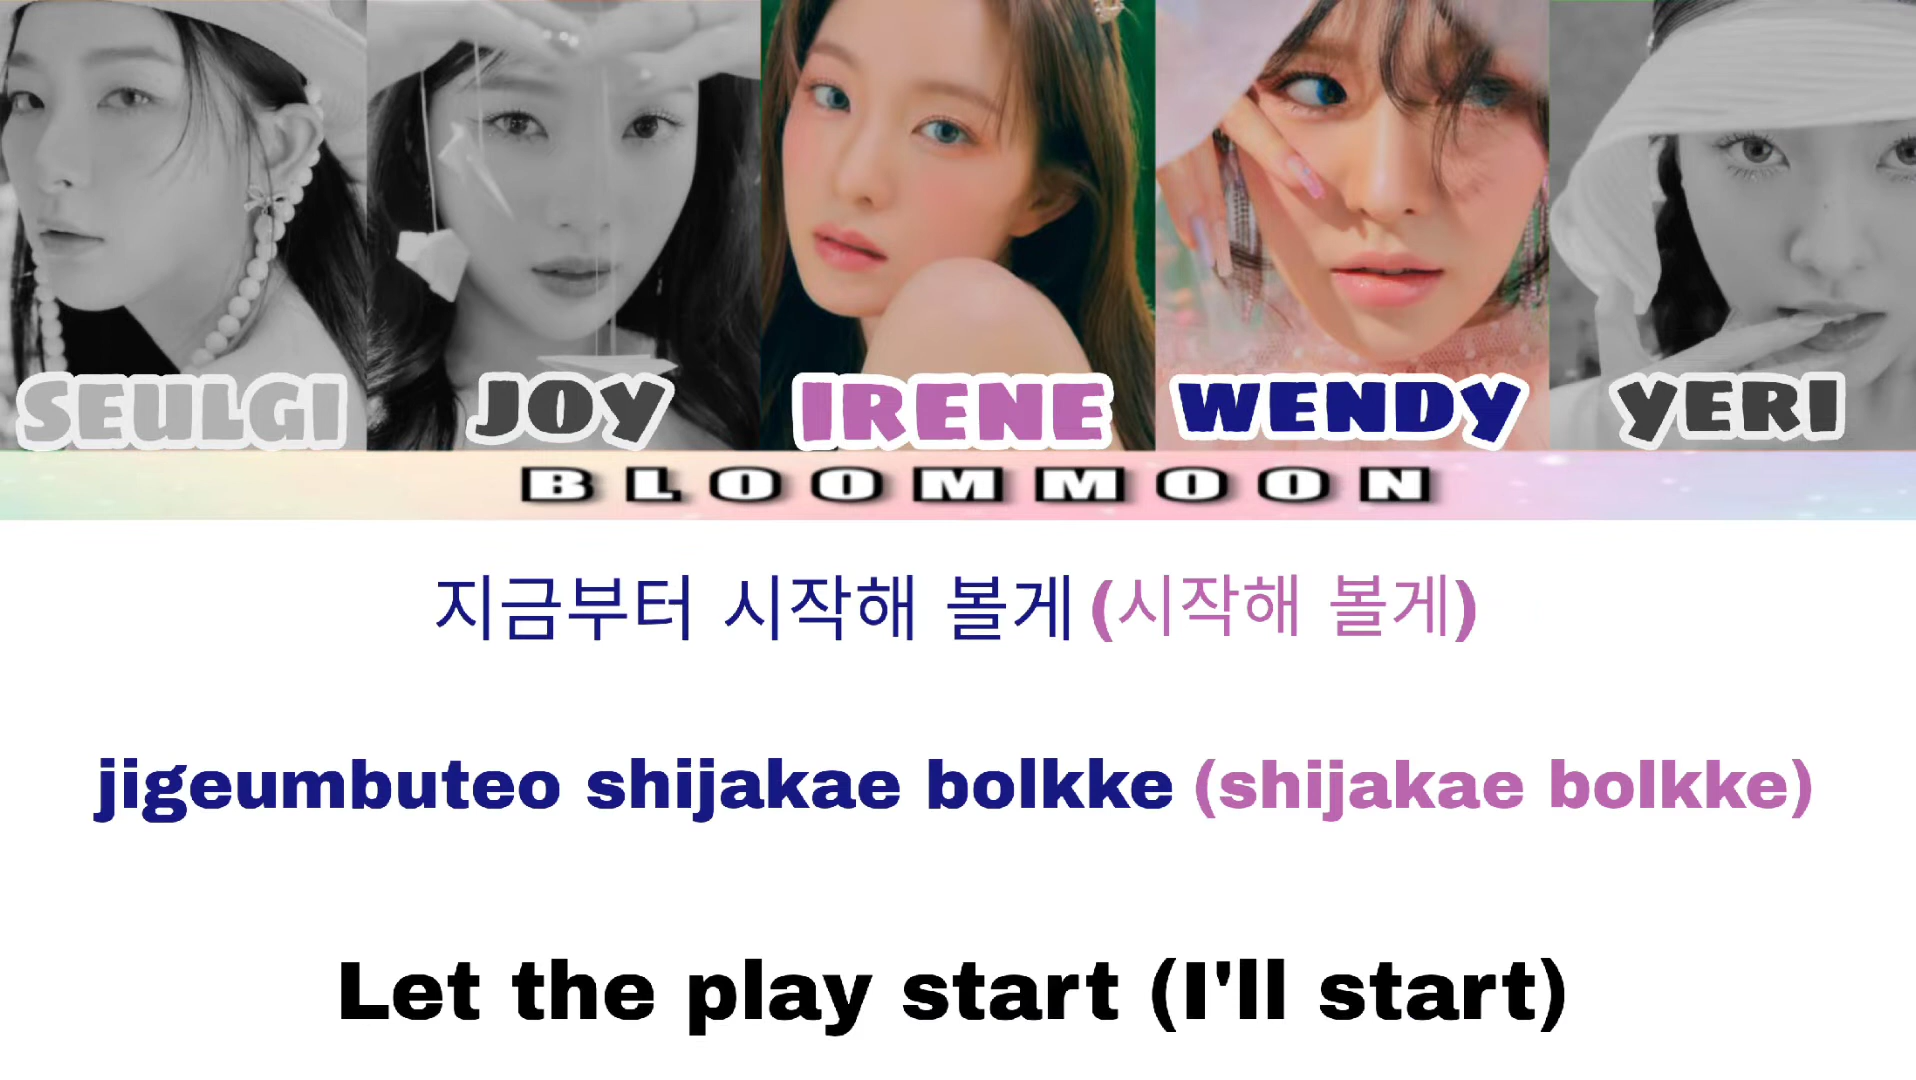 SEULGI JOY IRENE WENDY YERI
BLOOMMOON
지금부터 시작해 볼게 (시작해 볼게)
jigeumbuteo shijakae bolkke (shijakae bolkke)
Let the play start (I'll start)